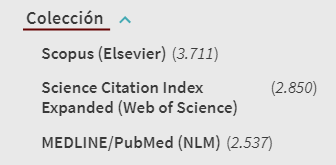 Colección
Scopus (Elsevier) (3.711)
Science Citation Index (2.850)
Expanded (Web of Science)
MEDLINE/PubMed (NLM) (2.537)